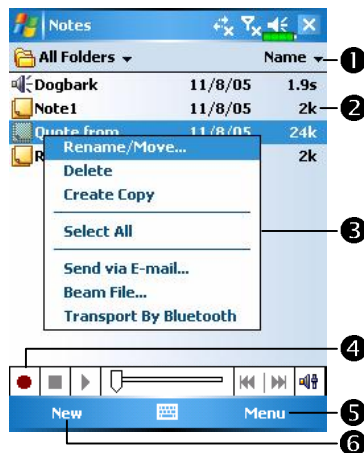 Notes
All Folders Name
1
Dogbark 11/8/05 1.9s
Note1 11/8/05 2k
2
Quote from 11/8/05 24k
R 2k
Rename/Move...
Delete
Create Copy
Select All
3
Send via E-mail...
Beam File...
Transport By Bluetooth
4
New Menu
5
6